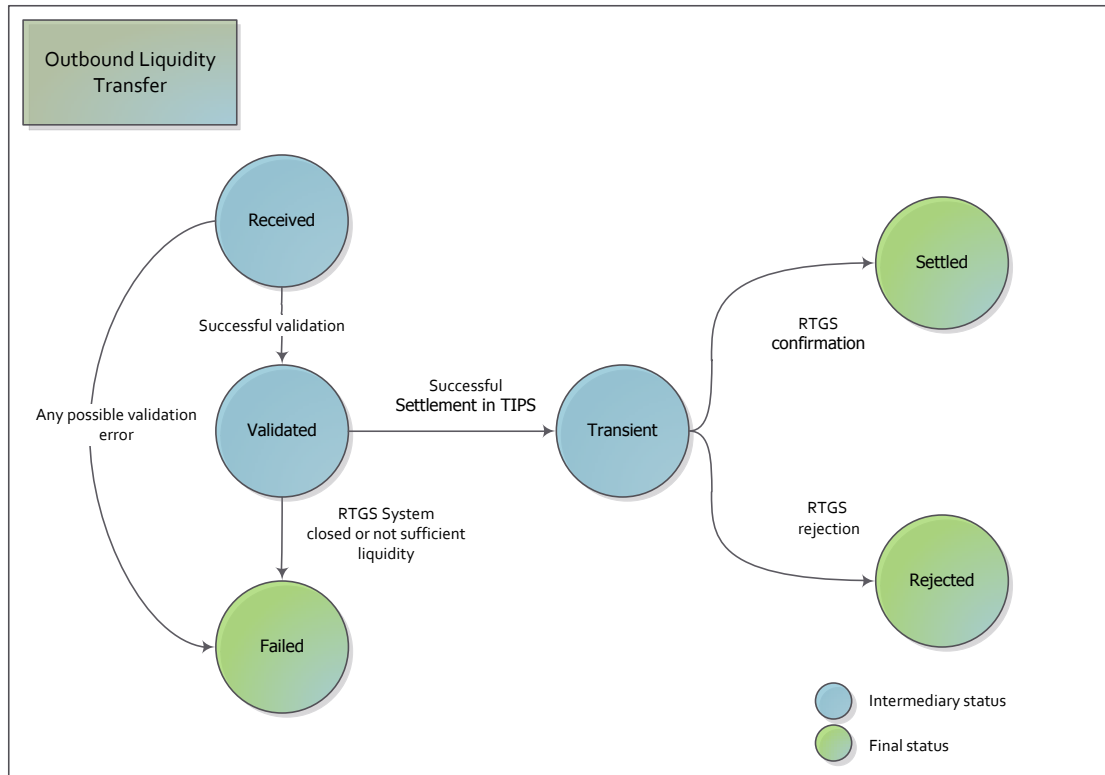 Outbound Liquidity
Transfer
Received
Successful validation
Any possible validation
error
Validated
Successful
Settlement in TIPS
Transient
RTGS System
closed or not sufficient
liquidity
Failed
Settled
RTGS
confirmation
RTGS
rejection
Rejected
Intermediary status
Final status